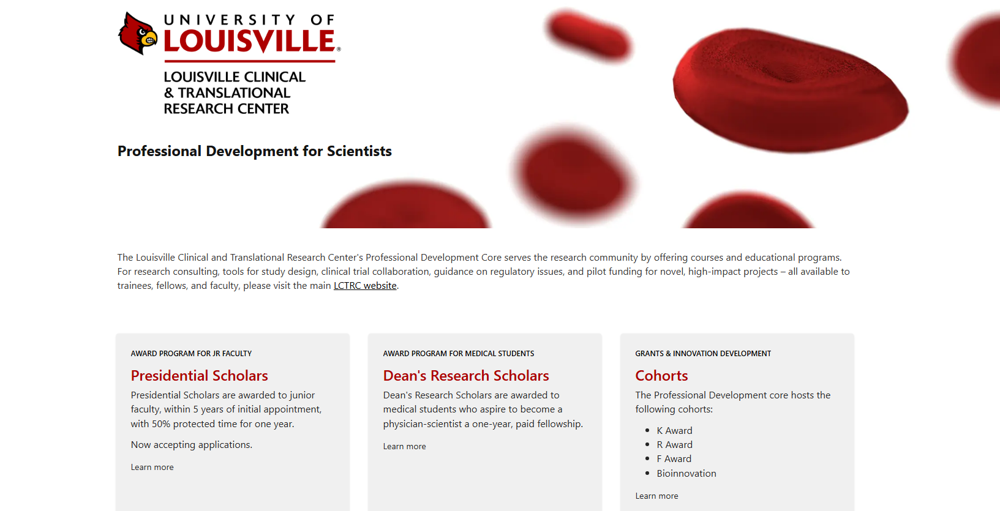 UNIVERSITY OF
LOUISVILLE®
LOUISVILLE CLINICAL
& TRANSLATIONAL
RESEARCH CENTER
Professional Development for Scientists
The Louisville Clinical and Translational Research Center's Professional Development Core serves the research community by offering courses and educational programs.
For research consulting, tools for study design, clinical trial collaboration, guidance on regulatory issues, and pilot funding for novel, high-impact projects – all available to
trainees, fellows, and faculty, please visit the main LCTRC website.
AWARD PROGRAM FOR JR FACULTY
Presidential Scholars
Presidential Scholars are awarded to junior
faculty, within 5 years of initial appointment,
with 50% protected time for one year.
Now accepting applications.
Learn more
AWARD PROGRAM FOR MEDICAL STUDENTS
Dean's Research Scholars
Dean's Research Scholars are awarded to
medical students who aspire to become a
physician-scientist a one-year, paid fellowship.
Learn more
GRANTS & INNOVATION DEVELOPMENT
Cohorts
The Professional Development core hosts the
following cohorts:
• K Award
• R Award
• F Award
• Bioinnovation
Learn more